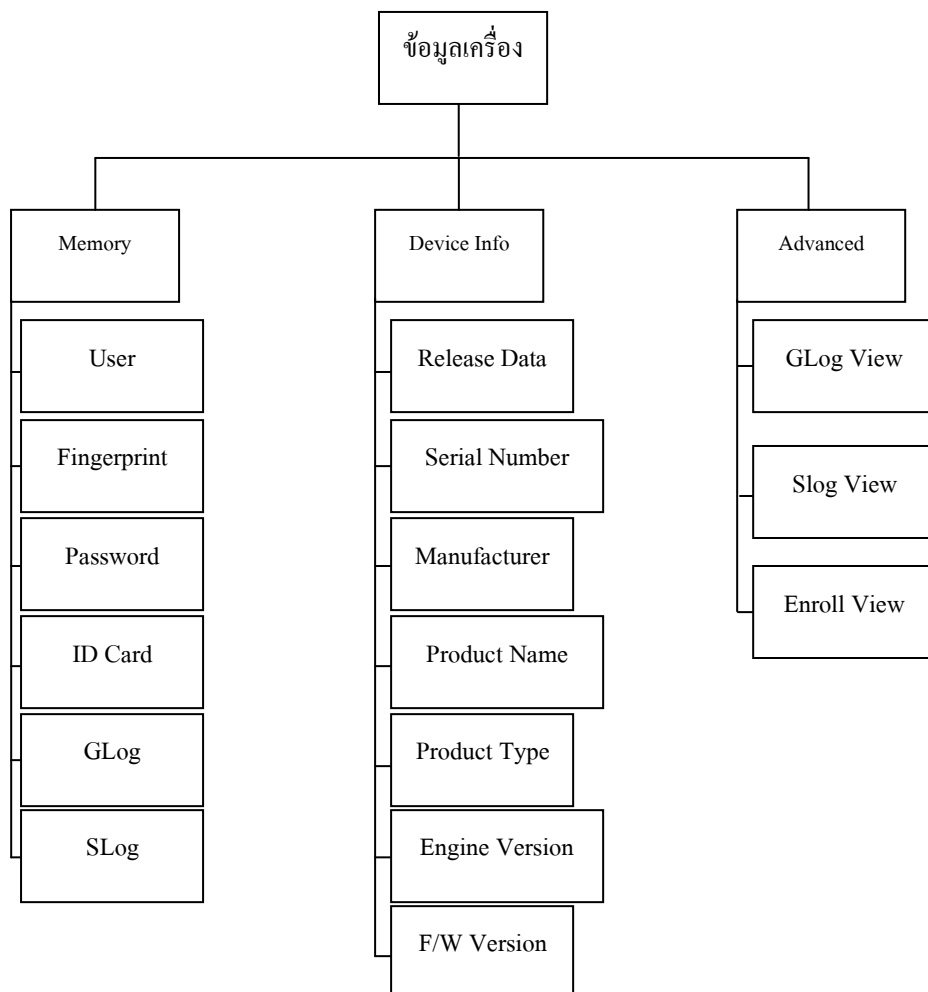 ข้อมูลเครื่อง
Memory
User
Fingerprint
Password
ID Card
GLog
SLog
Device Info
Release Data
Serial Number
Manufacturer
Product Name
Product Type
Engine Version
F/W Version
Advanced
GLog View
Slog View
Enroll View